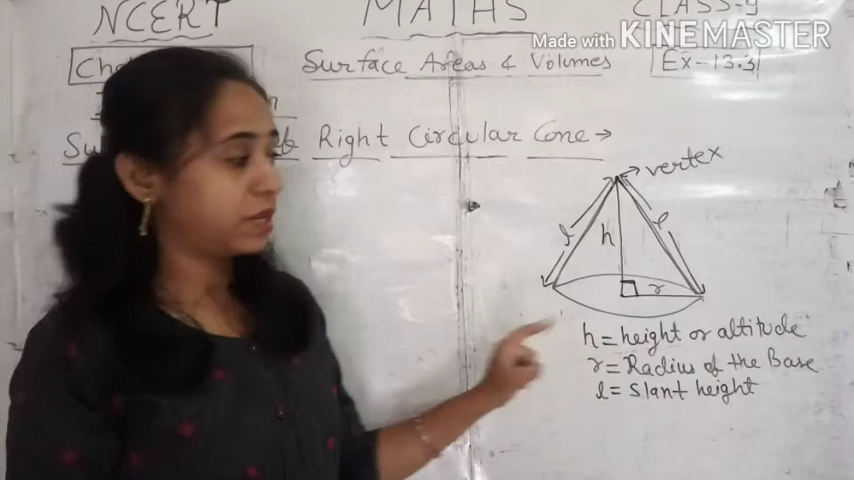 NCERT MATHS CLASS-9
Made with KINEMASTER
Surface Areas & Volumes Ex-13.3
Right Circular Cone →
vertex
l
l
h
r
h = height or altitude
r = Radius of the Base
l = Slant height